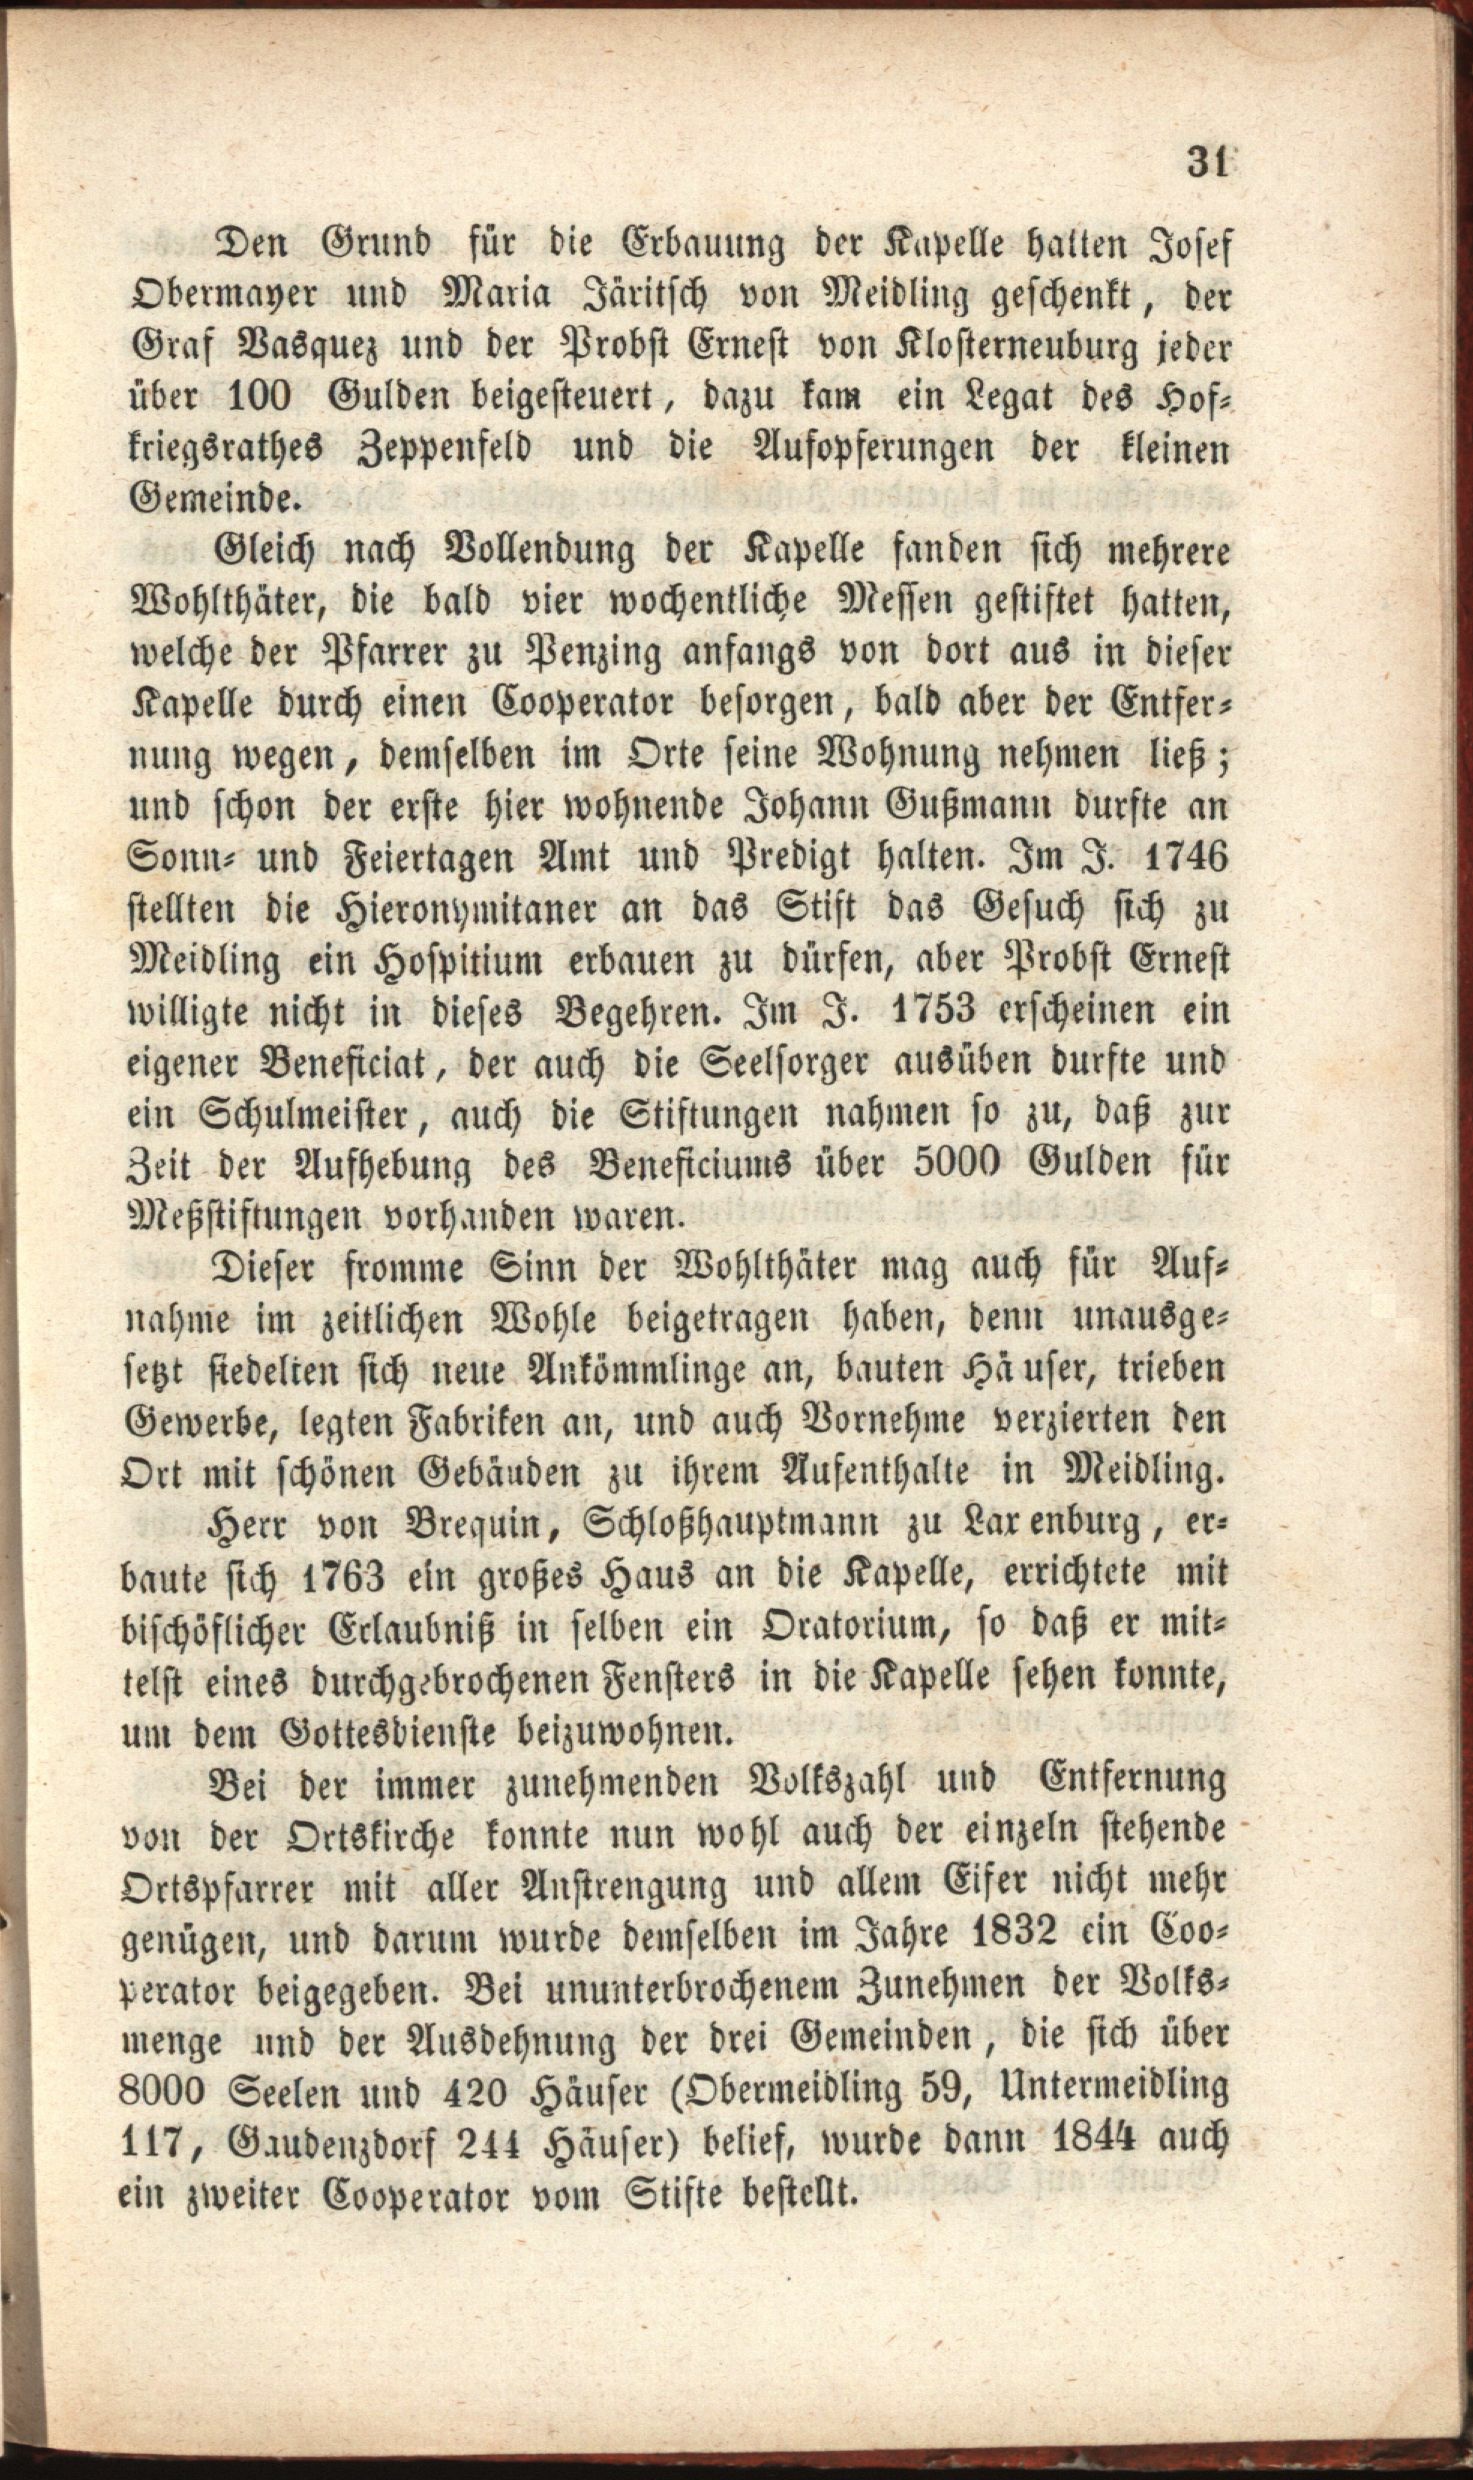 31
Den Grund für die Erbauung der Kapelle hatten Josef
Obermayer und Maria Järitsch von Meidling geschenkt, der
Graf Vasquez und der Probst Ernest von Klosterneuburg jeder
über 100 Gulden beigesteuert, dazu kam ein Legat des Hof-
kriegsrathes Zeppenfeld und die Aufopferungen der kleinen
Gemeinde.
Gleich nach Vollendung der Kapelle fanden sich mehrere
Wohlthäter, die bald vier wochentliche Messen gestiftet hatten,
welche der Pfarrer zu Penzing anfangs von dort aus in dieser
Kapelle durch einen Cooperator besorgen, bald aber der Entfer-
nung wegen, demselben im Orte seine Wohnung nehmen ließ;
und schon der erste hier wohnende Johann Gußmann durfte an
Sonn- und Feiertagen Amt und Predigt halten. Im J. 1746
stellten die Hieronymitaner an das Stift das Gesuch sich zu
Meidling ein Hospitium erbauen zu dürfen, aber Probst Ernest
willigte nicht in dieses Begehren. Im J. 1753 erscheinen ein
eigener Beneficiat, der auch die Seelsorger ausüben durfte und
ein Schulmeister, auch die Stiftungen nahmen so zu, daß zur
Zeit der Aufhebung des Beneficiums über 5000 Gulden für
Meßstiftungen vorhanden waren.
Dieser fromme Sinn der Wohlthäter mag auch für Auf-
nahme im zeitlichen Wohle beigetragen haben, denn unausge-
setzt siedelten sich neue Ankömmlinge an, bauten Häuser, trieben
Gewerbe, legten Fabriken an, und auch Vornehme verzierten den
Ort mit schönen Gebäuden zu ihrem Aufenthalte in Meidling.
Herr von Brequin, Schloßhauptmann zu Laxenburg, er-
baute sich 1763 ein großes Haus an die Kapelle, errichtete mit
bischöflicher Erlaubniß in selben ein Oratorium, so daß er mit-
telst eines durchgebrochenen Fensters in die Kapelle sehen konnte,
um dem Gottesdienste beizuwohnen.
Bei der immer zunehmenden Volkszahl und Entfernung
von der Ortskirche konnte nun wohl auch der einzeln stehende
Ortspfarrer mit aller Anstrengung und allem Eifer nicht mehr
genügen, und darum wurde demselben im Jahre 1832 ein Coo-
perator beigegeben. Bei ununterbrochenem Zunehmen der Volks-
menge und der Ausdehnung der drei Gemeinden, die sich über
8000 Seelen und 420 Häuser (Obermeidling 59, Untermeidling
117, Gaudenzdorf 244 Häuser) belief, wurde dann 1844 auch
ein zweiter Cooperator vom Stifte bestellt.